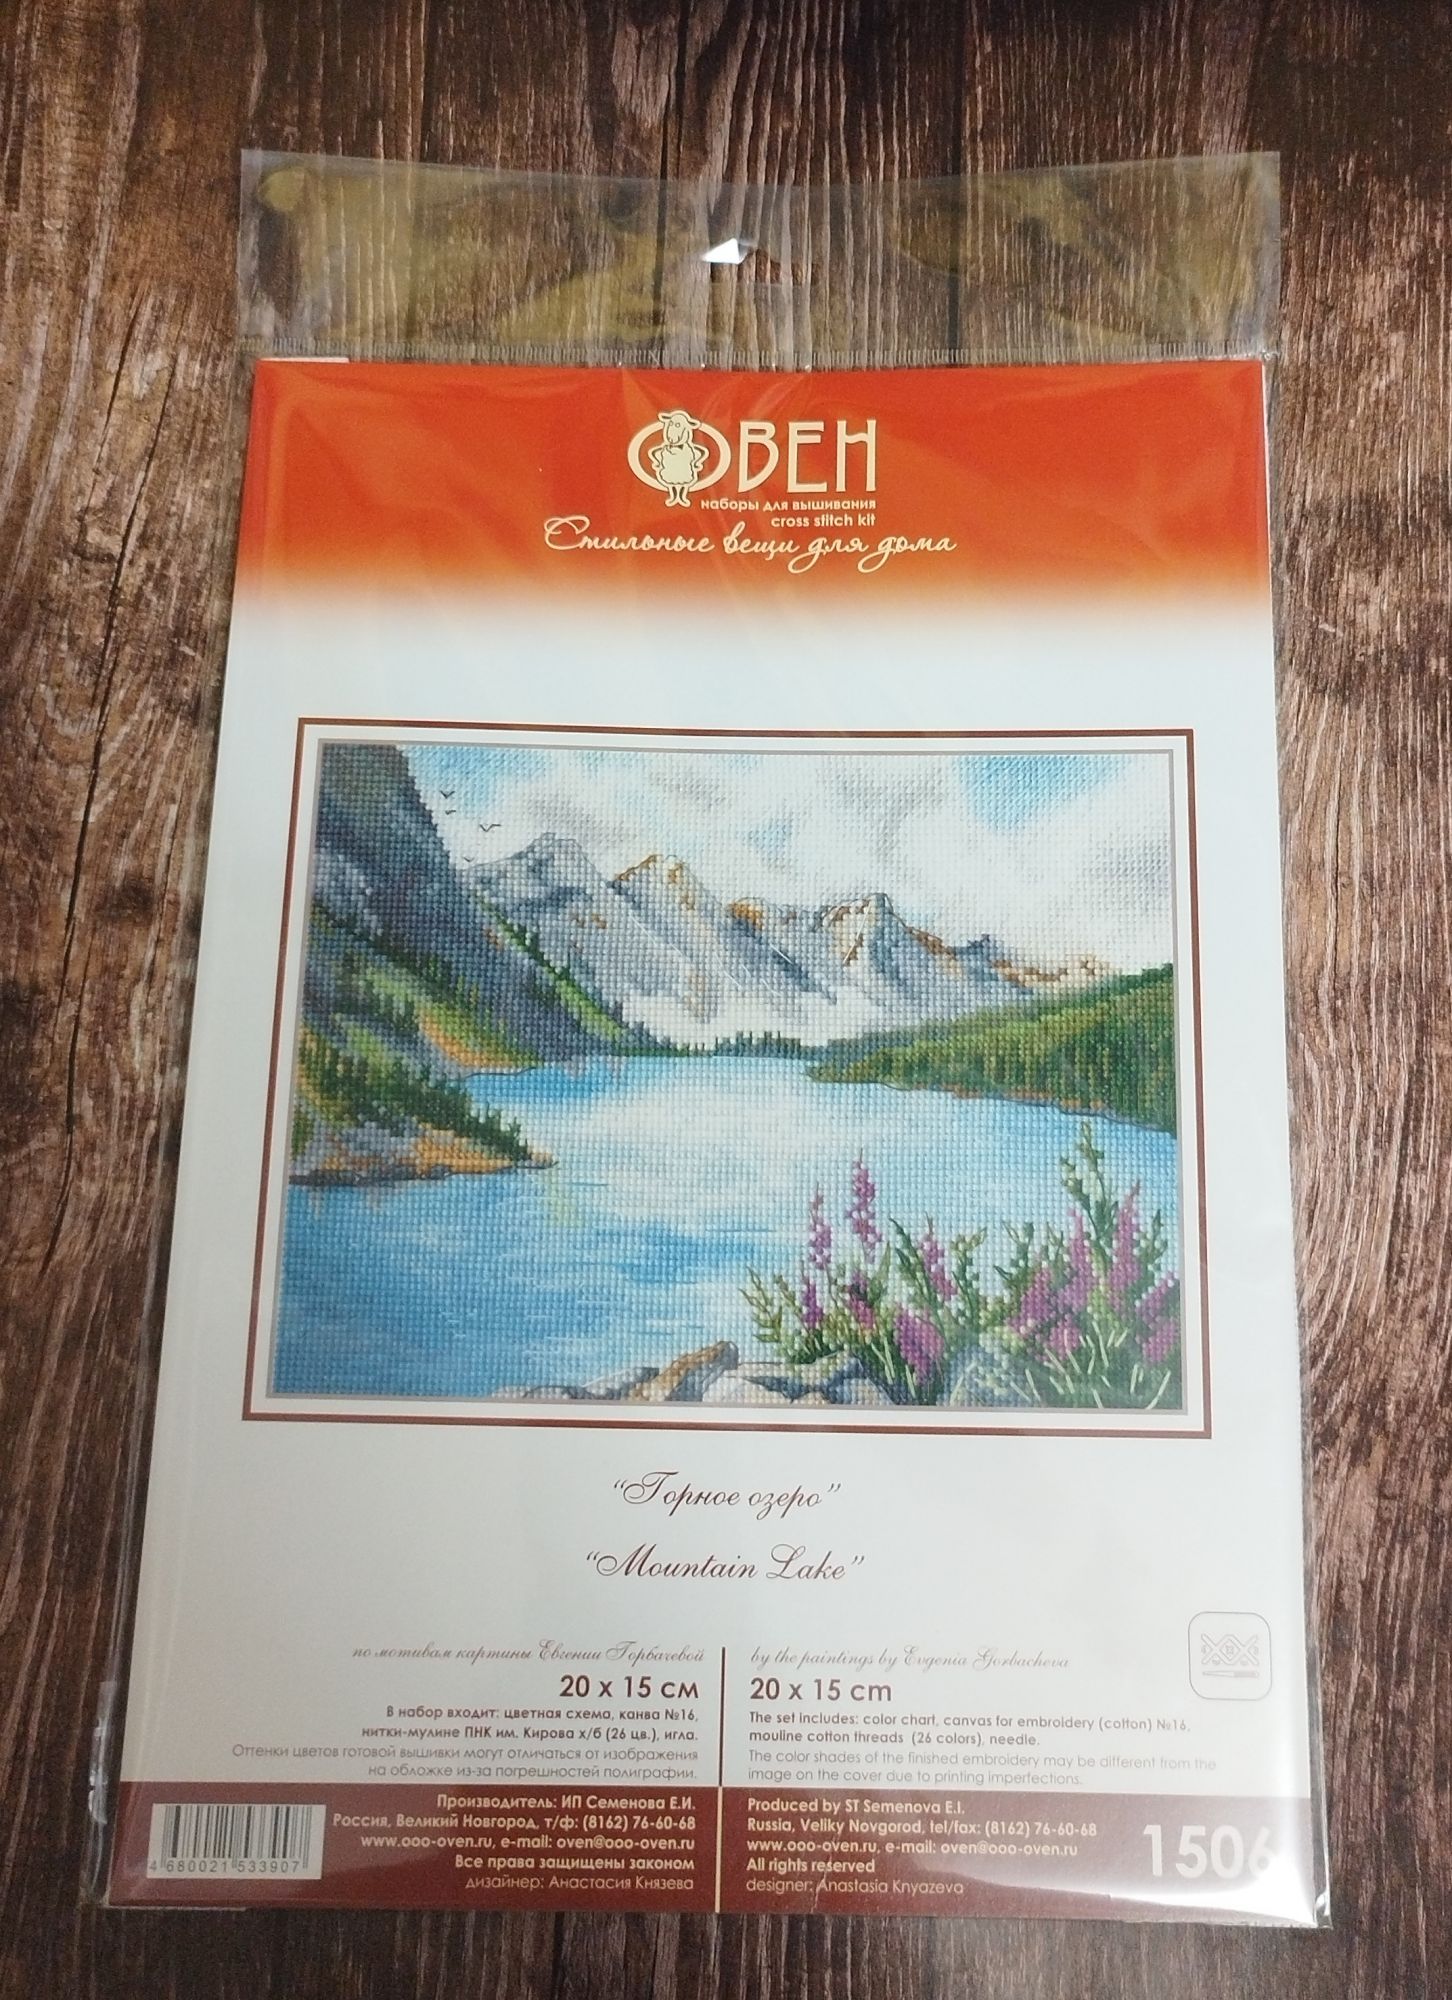 ОВЕН
наборы для вышивания
cross stitch kit
Стильные вещи для дома
“Горное озеро”
“Mountain Lake”
по мотивам картины Евгении Горбачевой
20 х 15 см
В набор входит: цветная схема, канва №16,
нитки-мулине ПНК им. Кирова х/б (26 цв.), игла.
Оттенки цветов готовой вышивки могут отличаться от изображения
на обложке из-за погрешностей полиграфии.
by the paintings by Evgenia Gorbacheva
20 x 15 cm
The set includes: color chart, canvas for embroidery (cotton) №16,
mouline cotton threads (26 colors), needle.
The color shades of the finished embroidery may be different from the
image on the cover due to printing imperfections.
4 680021 533907
Производитель: ИП Семенова Е.И.
Россия, Великий Новгород, т/ф: (8162) 76-60-68
www.ooo-oven.ru, e-mail: oven@ooo-oven.ru
Все права защищены законом
дизайнер: Анастасия Князева
Produced by ST Semenova E.I.
Russia, Veliky Novgorod, tel/fax: (8162) 76-60-68
www.ooo-oven.ru, e-mail: oven@ooo-oven.ru
All rights reserved
designer: Anastasia Knyazeva
1506